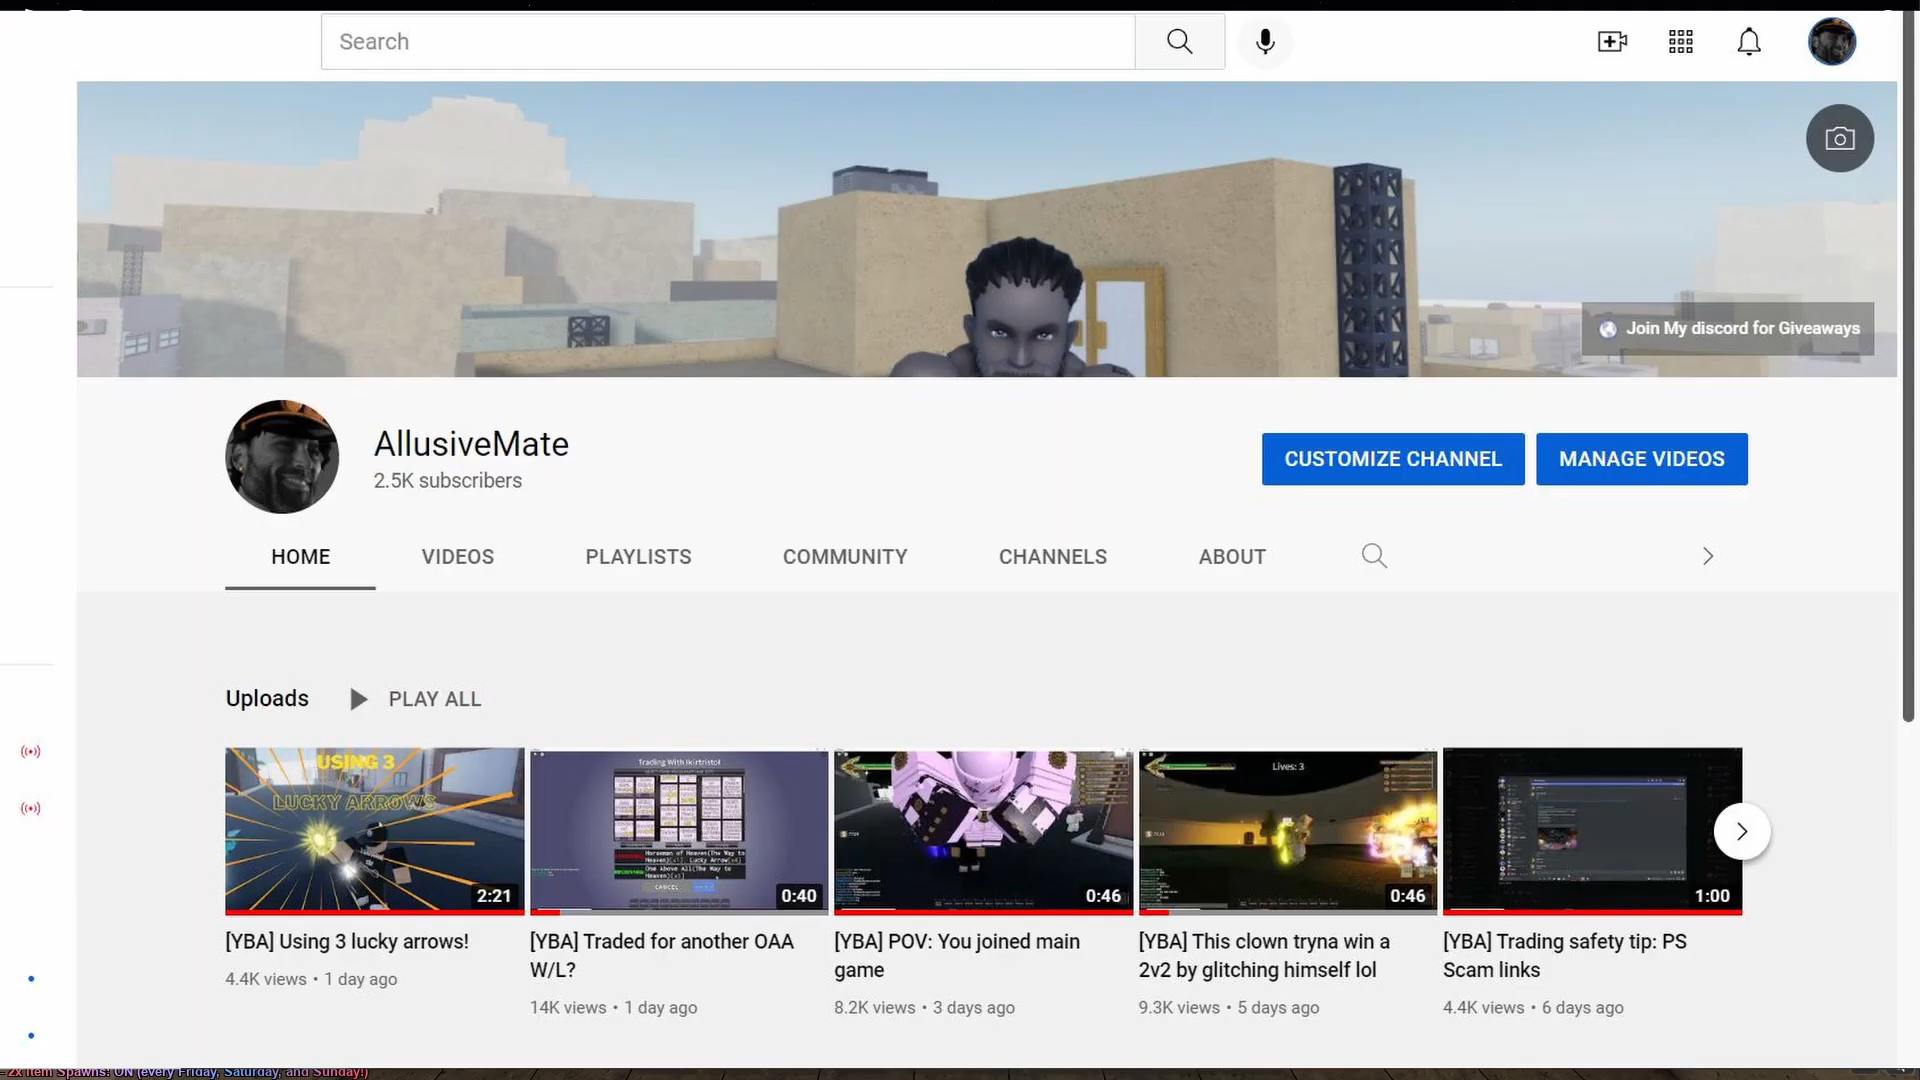 Search
Join My discord for Giveaways
AllusiveMate
2.5K subscribers
CUSTOMIZE CHANNEL
MANAGE VIDEOS
HOME
VIDEOS
PLAYLISTS
COMMUNITY
CHANNELS
ABOUT
Uploads
PLAY ALL
USING 3
LUCKY ARROWS
2:21
Trading With
CANCEL
0:40
0:46
Lives: 3
0:46
1:00
[YBA] Using 3 lucky arrows!
4.4K views • 1 day ago
[YBA] Traded for another OAA
W/L?
14K views • 1 day ago
[YBA] POV: You joined main
game
8.2K views • 3 days ago
[YBA] This clown tryna win a
2v2 by glitching himself lol
9.3K views • 5 days ago
[YBA] Trading safety tip: PS
Scam links
4.4K views • 6 days ago
- 2x Item Spawns: ON (every Friday, Saturday, and Sunday!)